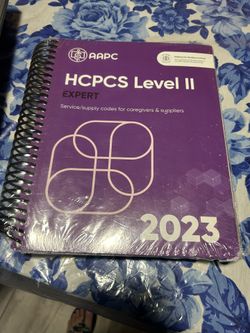 AAPC
HCPCS Level II
EXPERT
Service/supply codes for caregivers & suppliers
2023